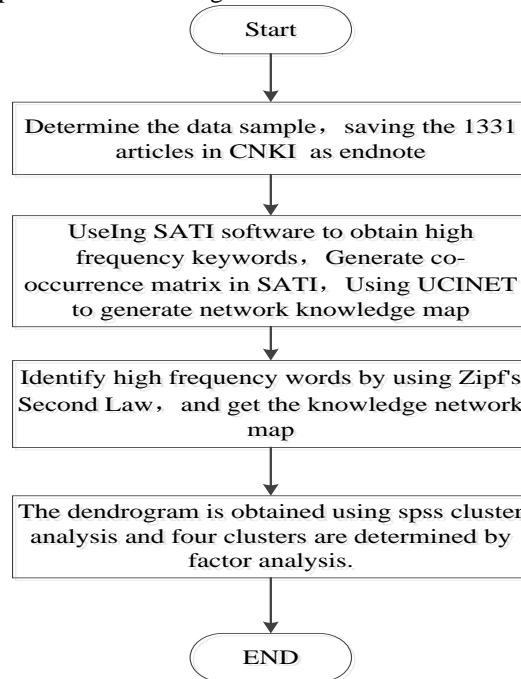 Start
Determine the data sample，saving the 1331
articles in CNKI as endnote
UseIng SATI software to obtain high
frequency keywords，Generate co-
occurrence matrix in SATI，Using UCINET
to generate network knowledge map
Identify high frequency words by using Zipf's
Second Law，and get the knowledge network
map
The dendrogram is obtained using spss cluster
analysis and four clusters are determined by
factor analysis.
END